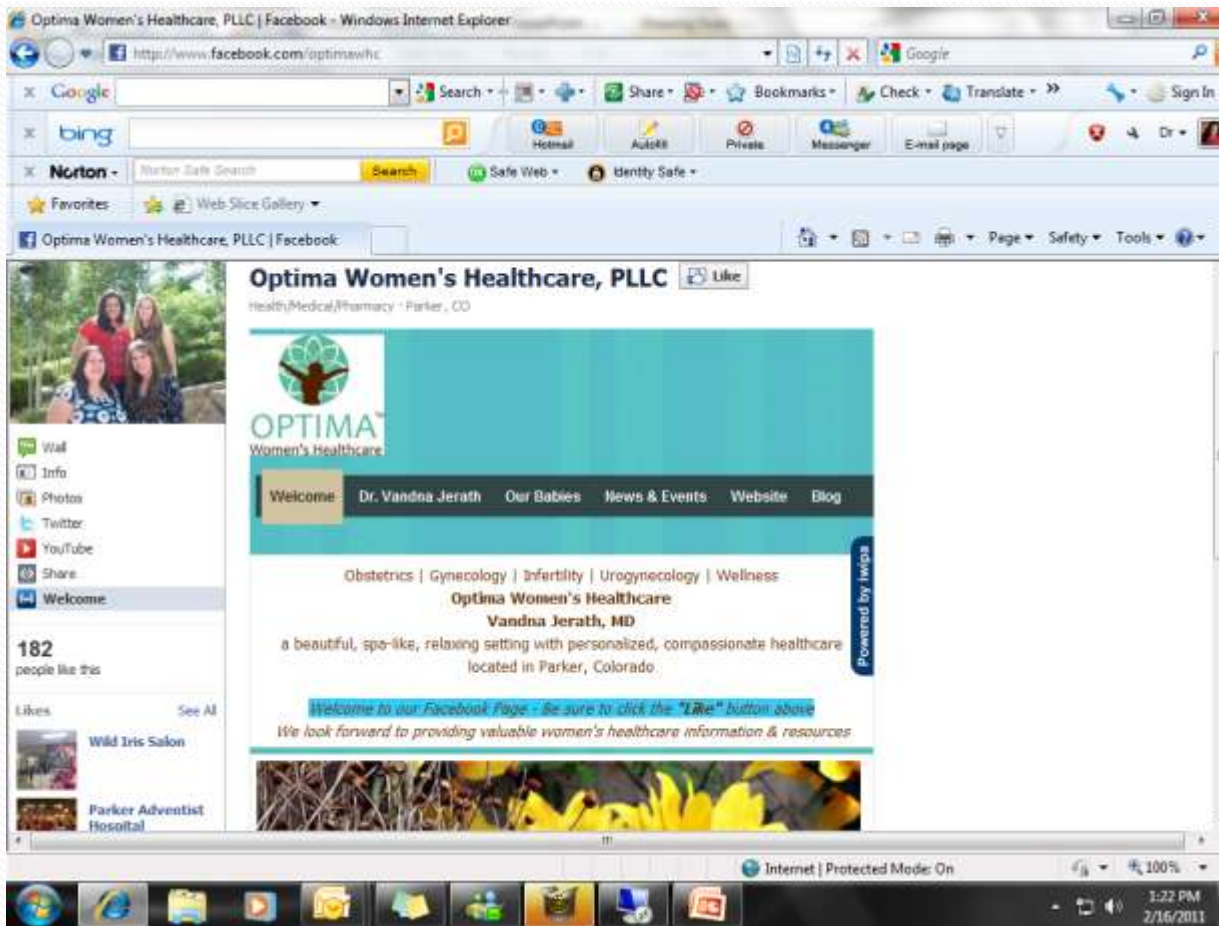 Optima Women's Healthcare, PLLC | Facebook - Windows Internet Explorer
http://www.facebook.com/optimawhc
Google
x Google
Search
Share
Bookmarks
Check
Translate
»
Sign In
x bing
Hotmail
Autofill
Private
Messenger
E-mail page
Dr
x Norton -
Norton Safe Search
Search
Safe Web
Identity Safe
Favorites
Web Slice Gallery
Optima Women's Healthcare, PLLC | Facebook
Page
Safety
Tools
Optima Women's Healthcare, PLLC
Like
Health/Medical/Pharmacy · Parker, CO
OPTIMA™
Women's Healthcare
Welcome
Dr. Vandna Jerath
Our Babies
News & Events
Website
Blog
Wall
Info
Photos
Twitter
YouTube
Share
Welcome
182
people like this
Likes
See All
Wild Iris Salon
Parker Adventist
Hospital
Obstetrics | Gynecology | Infertility | Urogynecology | Wellness
Optima Women's Healthcare
Vandna Jerath, MD
a beautiful, spa-like, relaxing setting with personalized, compassionate healthcare
located in Parker, Colorado
Welcome to our Facebook Page - Be sure to click the "Like" button above
We look forward to providing valuable women's healthcare information & resources
Powered by iwipa
Internet | Protected Mode: On
100%
1:22 PM
2/16/2011